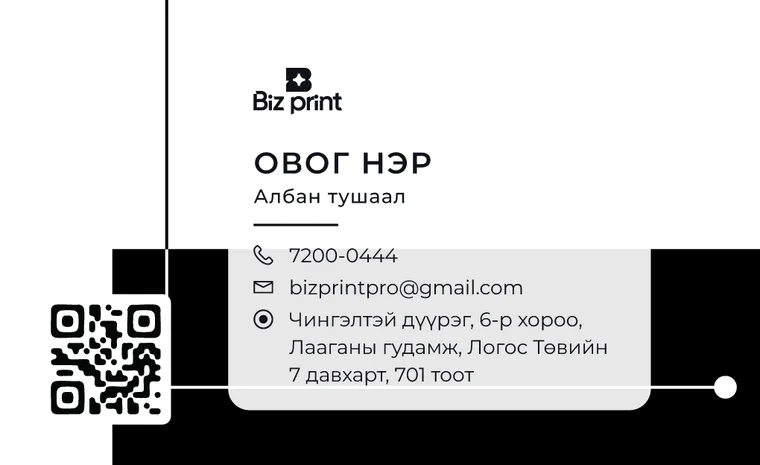 Biz print
ОВОГ НЭР
Албан тушаал
7200-0444
bizprintpro@gmail.com
Чингэлтэй дүүрэг, 6-р хороо,
Лааганы гудамж, Логос Төвийн
7 давхарт, 701 тоот